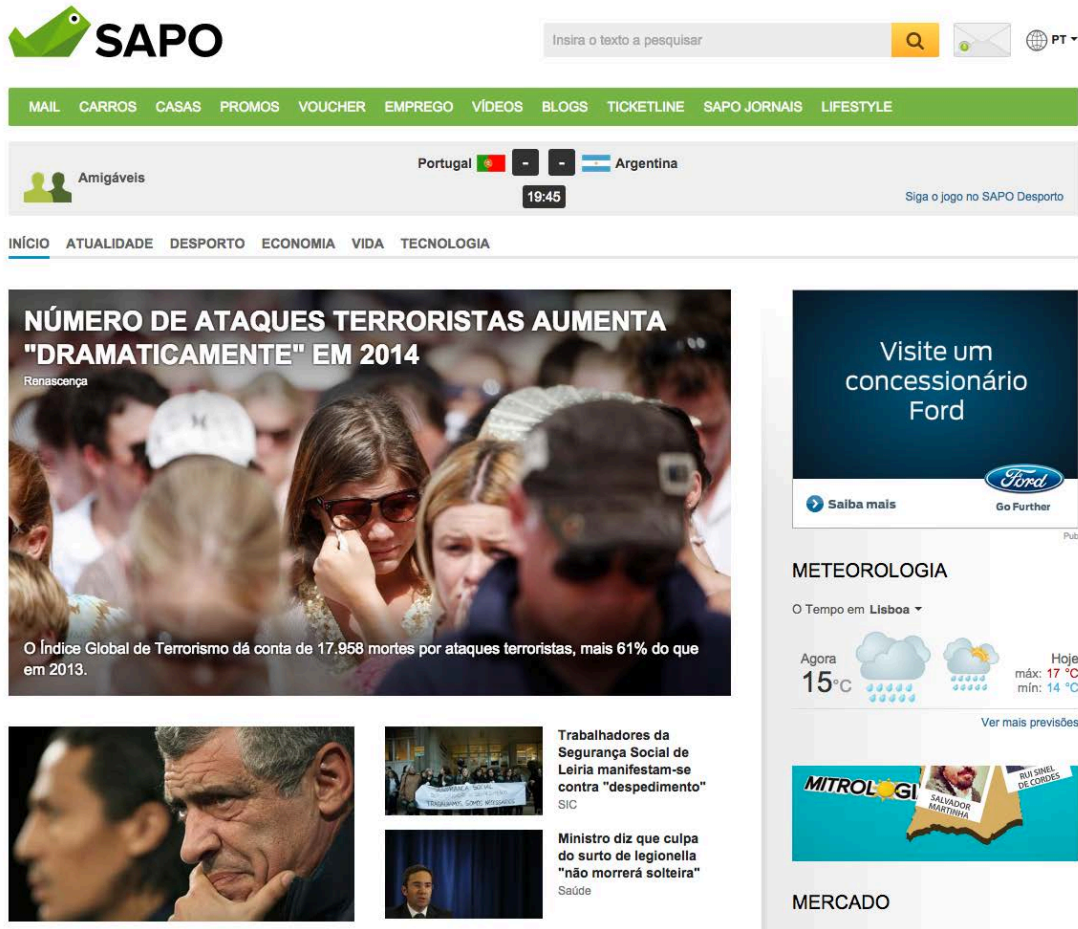 SAPO
Insira o texto a pesquisar
PT
MAIL CARROS CASAS PROMOS VOUCHER EMPREGO VÍDEOS BLOGS TICKETLINE SAPO JORNAIS LIFESTYLE
Amigáveis
Portugal - - Argentina
19:45
Siga o jogo no SAPO Desporto
INÍCIO ATUALIDADE DESPORTO ECONOMIA VIDA TECNOLOGIA
NÚMERO DE ATAQUES TERRORISTAS AUMENTA
"DRAMATICAMENTE" EM 2014
Renascença
O Índice Global de Terrorismo dá conta de 17.958 mortes por ataques terroristas, mais 61% do que
em 2013.
Visite um
concessionário
Ford
Saiba mais
Ford
Go Further
Pub
METEOROLOGIA
O Tempo em Lisboa
Agora
15°C
Hoje
máx: 17 °C
mín: 14 °C
Ver mais previsões
Trabalhadores da
Segurança Social de
Leiria manifestam-se
contra "despedimento"
SIC
Ministro diz que culpa
do surto de legionella
"não morrerá solteira"
Saúde
MITROLOGI
SALVADOR
MARTINHA
RUI SINEL
DE CORDES
MERCADO